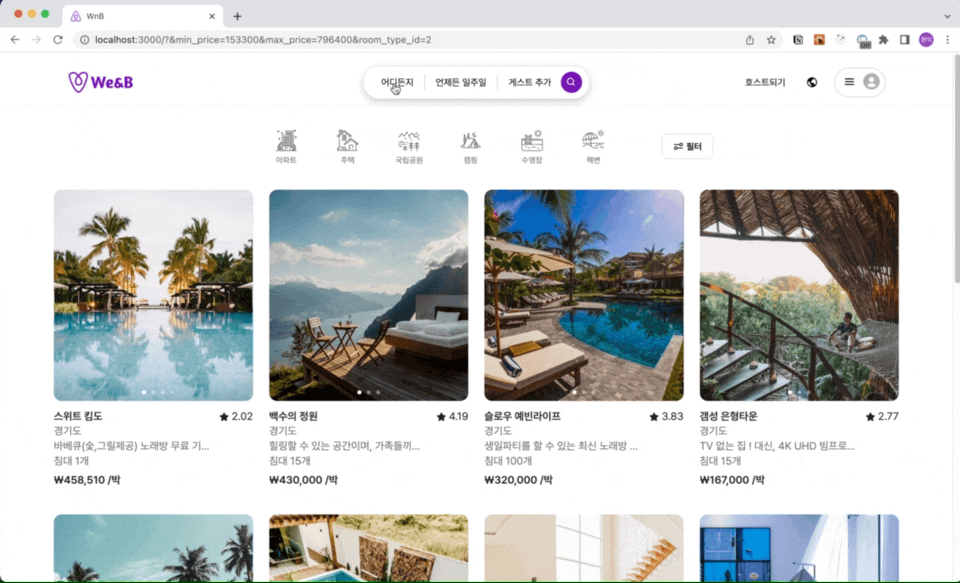 WnB
localhost:3000/?&min_price=153300&max_price=796400&room_type_id=2
We&B
어디든지
언제든 일주일
게스트 추가
호스트되기
아파트
주택
국립공원
캠핑
수영장
해변
필터
스위트 킴도 ★ 2.02
경기도
바베큐(숯,그릴제공) 노래방 무료 기...
침대 1개
₩458,510 /박
백수의 정원 ★ 4.19
경기도
힐링할 수 있는 공간이며, 가족들끼...
침대 15개
₩430,000 /박
슬로우 예빈라이프 ★ 3.83
경기도
생일파티를 할 수 있는 최신 노래방 ...
침대 100개
₩320,000 /박
갬성 은형타운 ★ 2.77
경기도
TV 없는 집 ! 대신, 4K UHD 빔프로...
침대 15개
₩167,000 /박